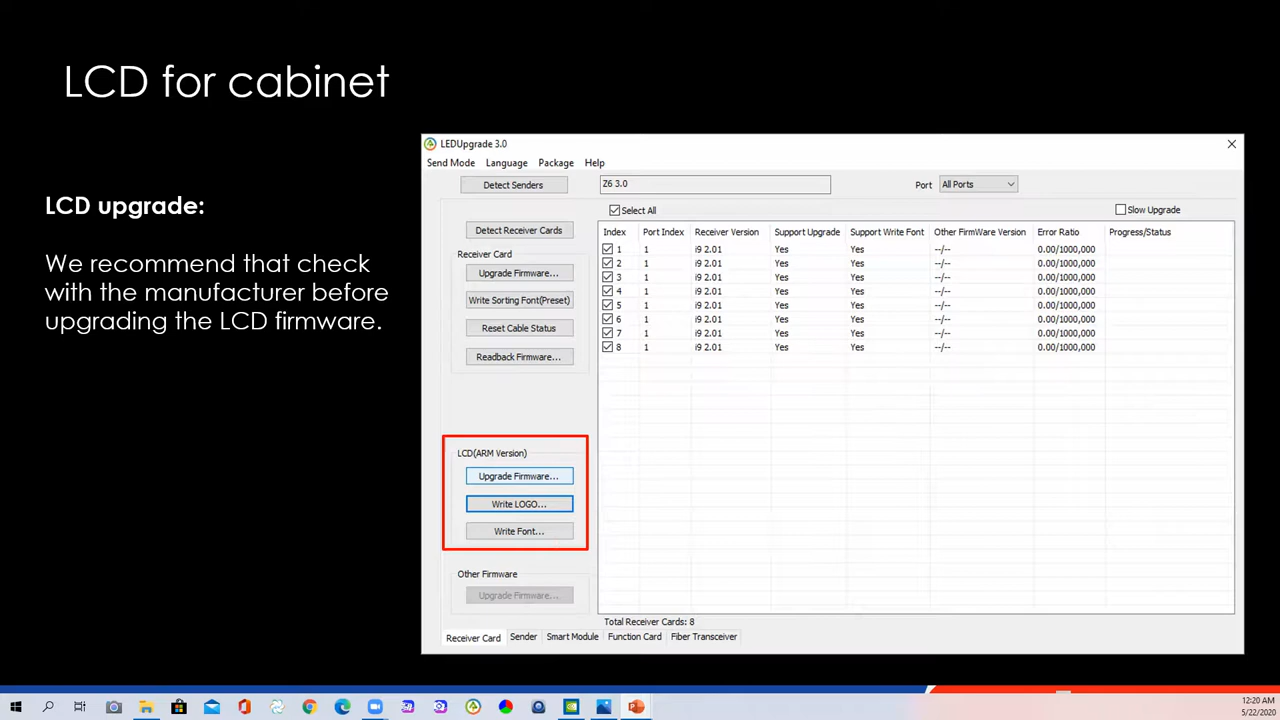 LCD for cabinet
LCD upgrade:
We recommend that check
with the manufacturer before
upgrading the LCD firmware.
LEDUpgrade 3.0
Send Mode Language Package Help
Detect Senders Z6 3.0 Port All Ports
Select All Slow Upgrade
Detect Receiver Cards
Receiver Card
Upgrade Firmware...
Write Sorting Font(Preset)
Reset Cable Status
Readback Firmware...
LCD(ARM Version)
Upgrade Firmware...
Write LOGO...
Write Font...
Other Firmware
Upgrade Firmware...
Index Port Index Receiver Version Support Upgrade Support Write Font Other FirmWare Version Error Ratio Progress/Status
1 1 i9 2.01 Yes Yes --/-- 0.00/1000,000
2 1 i9 2.01 Yes Yes --/-- 0.00/1000,000
3 1 i9 2.01 Yes Yes --/-- 0.00/1000,000
4 1 i9 2.01 Yes Yes --/-- 0.00/1000,000
5 1 i9 2.01 Yes Yes --/-- 0.00/1000,000
6 1 i9 2.01 Yes Yes --/-- 0.00/1000,000
7 1 i9 2.01 Yes Yes --/-- 0.00/1000,000
8 1 i9 2.01 Yes Yes --/-- 0.00/1000,000
Total Receiver Cards: 8
Receiver Card Sender Smart Module Function Card Fiber Transceiver
12:20 AM
5/22/2020